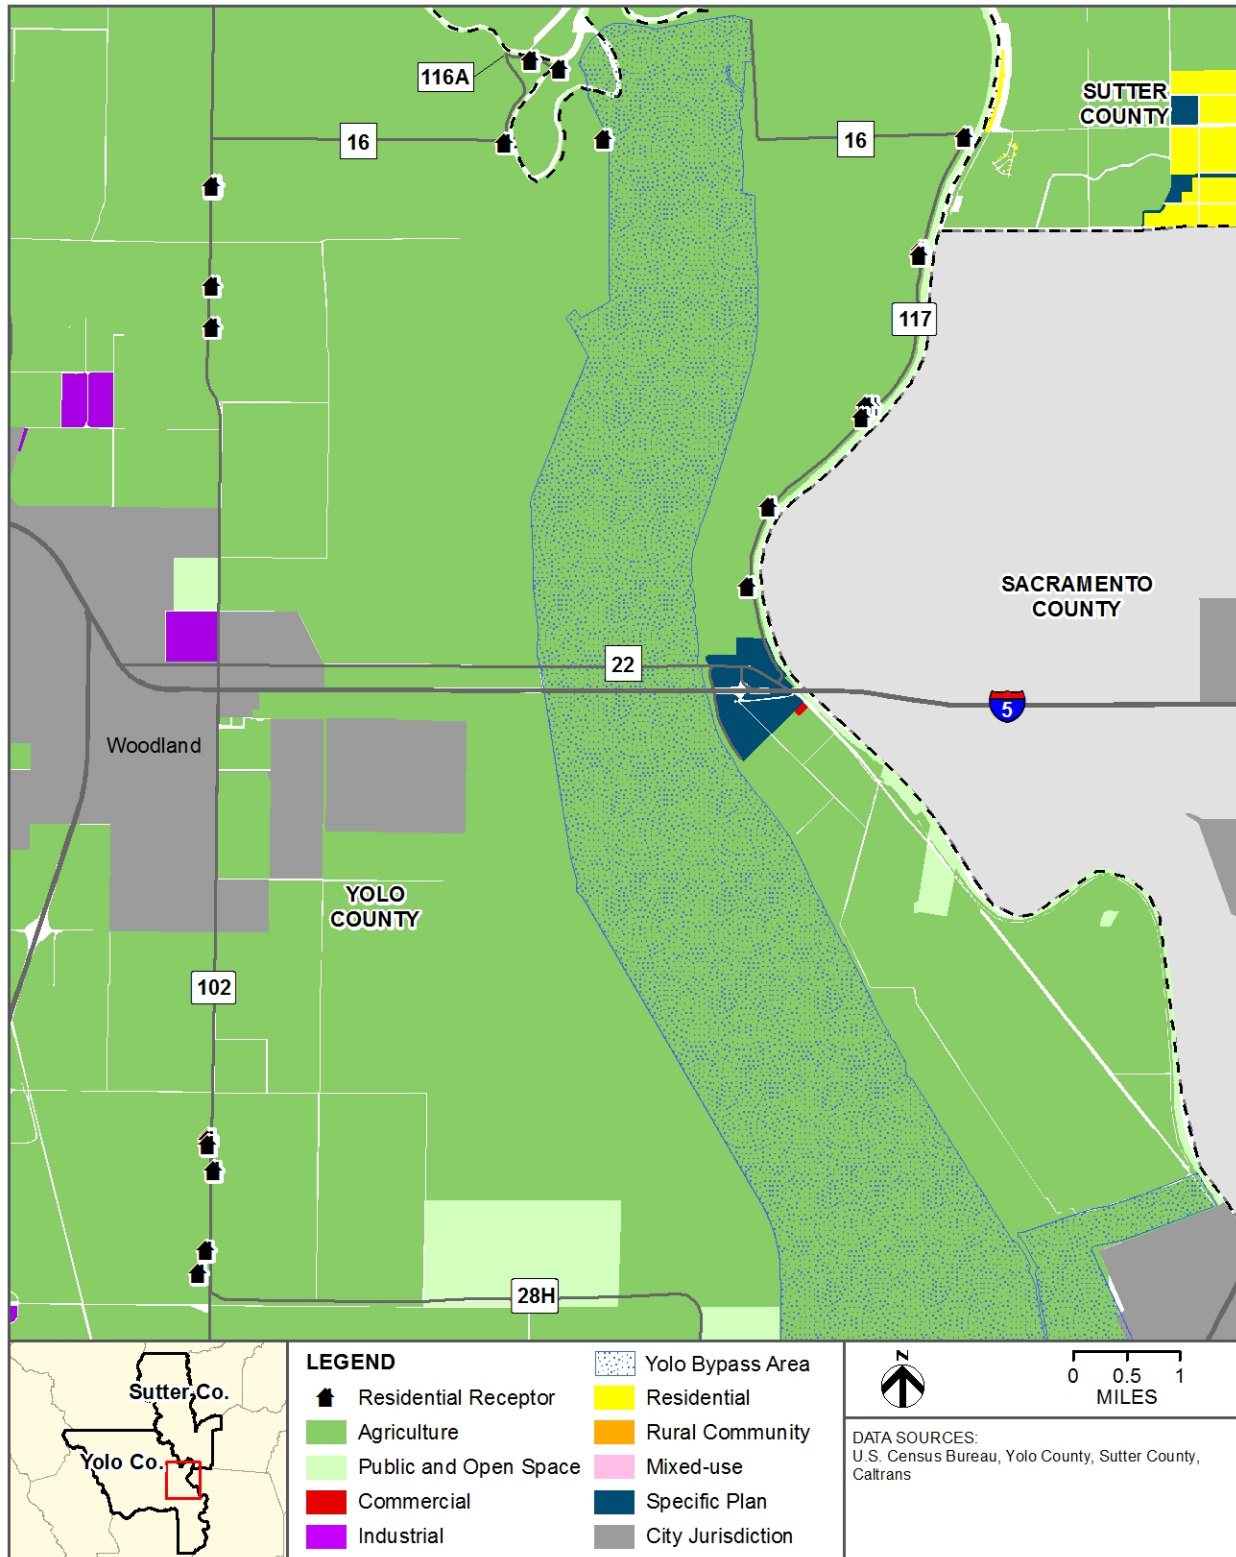 116A
SUTTER
COUNTY
16
16
117
SACRAMENTO
COUNTY
22
5
Woodland
YOLO
COUNTY
102
28H
Sutter Co.
Yolo Co.
LEGEND
Residential Receptor
Agriculture
Public and Open Space
Commercial
Industrial
Yolo Bypass Area
Residential
Rural Community
Mixed-use
Specific Plan
City Jurisdiction
N
0 0.5 1
MILES
DATA SOURCES:
U.S. Census Bureau, Yolo County, Sutter County,
Caltrans